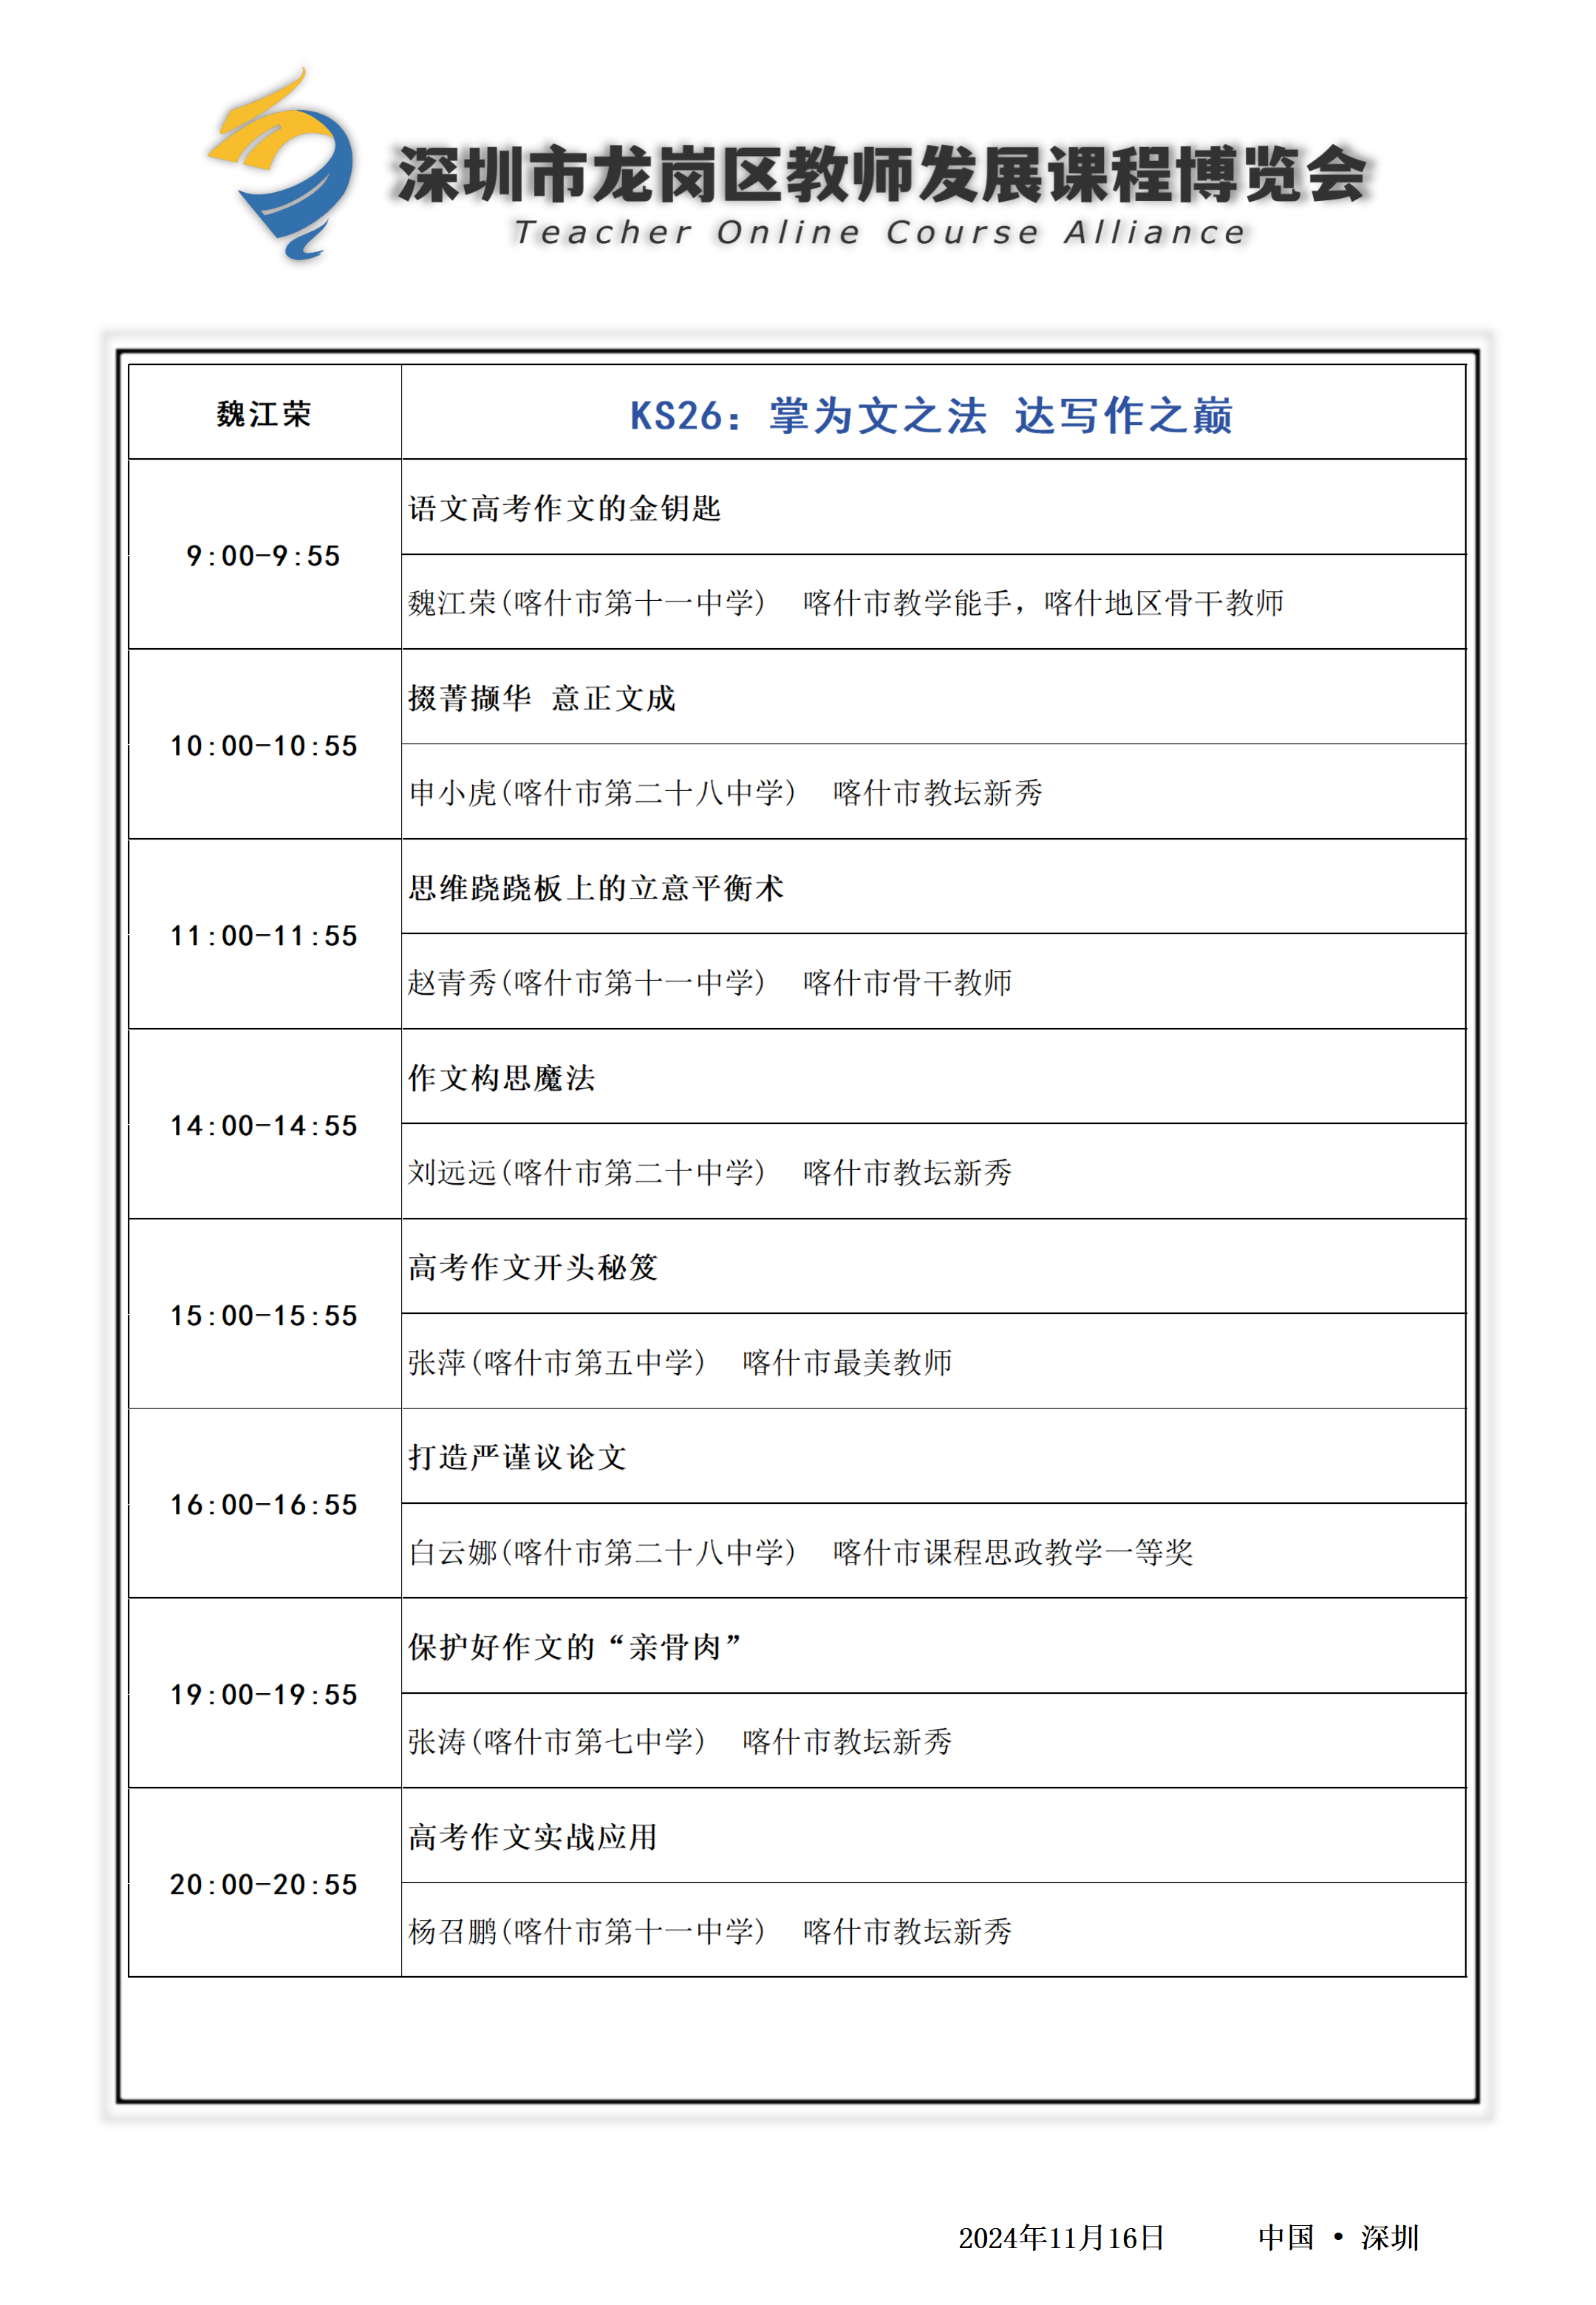 深圳市龙岗区教师发展课程博览会
Teacher Online Course Alliance
魏江荣
KS26：掌为文之法 达写作之巅
9:00-9:55
语文高考作文的金钥匙
魏江荣(喀什市第十一中学) 喀什市教学能手，喀什地区骨干教师
10:00-10:55
掇菁撷华 意正文成
申小虎(喀什市第二十八中学) 喀什市教坛新秀
11:00-11:55
思维跷跷板上的立意平衡术
赵青秀(喀什市第十一中学) 喀什市骨干教师
14:00-14:55
作文构思魔法
刘远远(喀什市第二十中学) 喀什市教坛新秀
15:00-15:55
高考作文开头秘笈
张萍(喀什市第五中学) 喀什市最美教师
16:00-16:55
打造严谨议论文
白云娜(喀什市第二十八中学) 喀什市课程思政教学一等奖
19:00-19:55
保护好作文的“亲骨肉”
张涛(喀什市第七中学) 喀什市教坛新秀
20:00-20:55
高考作文实战应用
杨召鹏(喀什市第十一中学) 喀什市教坛新秀
2024年11月16日 中国 • 深圳